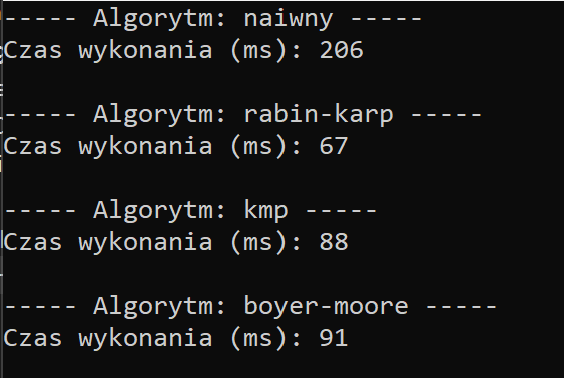 ----- Algorytm: naiwny -----
Czas wykonania (ms): 206
----- Algorytm: rabin-karp -----
Czas wykonania (ms): 67
----- Algorytm: kmp -----
Czas wykonania (ms): 88
----- Algorytm: boyer-moore -----
Czas wykonania (ms): 91